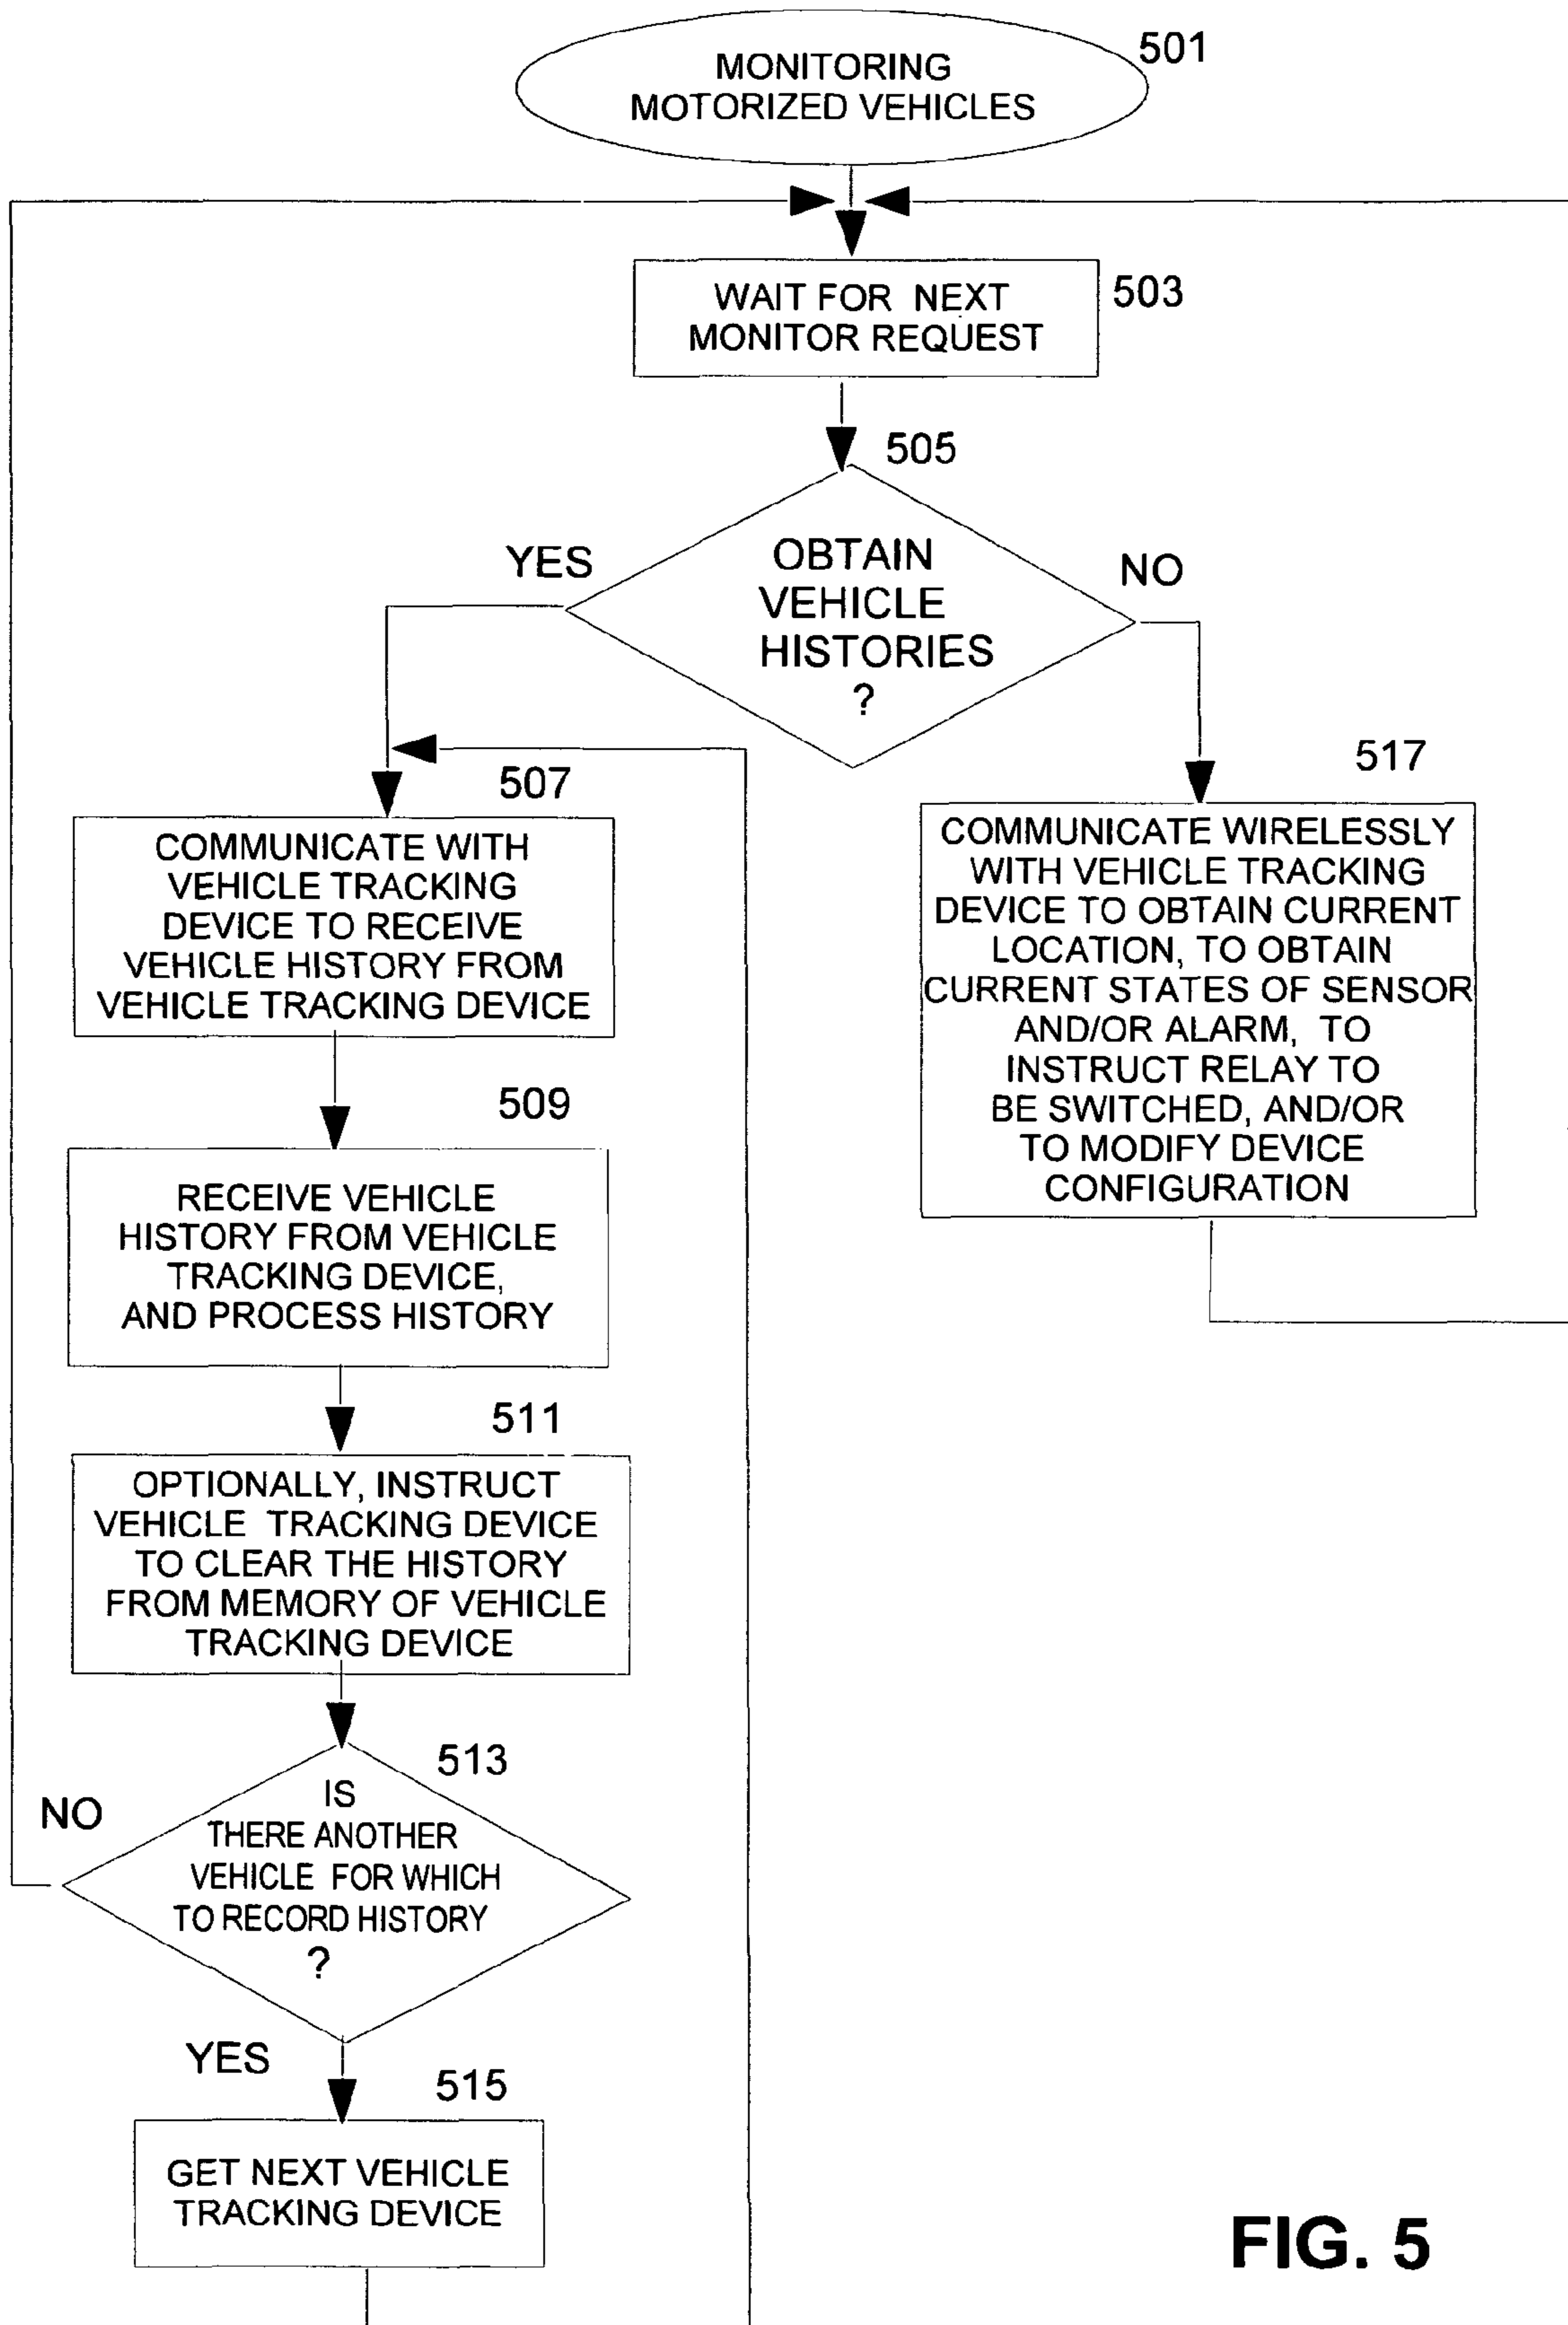 MONITORING
MOTORIZED VEHICLES
501
WAIT FOR NEXT
MONITOR REQUEST
503
505
OBTAIN
VEHICLE
HISTORIES
?
YES
NO
507
COMMUNICATE WITH
VEHICLE TRACKING
DEVICE TO RECEIVE
VEHICLE HISTORY FROM
VEHICLE TRACKING DEVICE
517
COMMUNICATE WIRELESSLY
WITH VEHICLE TRACKING
DEVICE TO OBTAIN CURRENT
LOCATION, TO OBTAIN
CURRENT STATES OF SENSOR
AND/OR ALARM, TO
INSTRUCT RELAY TO
BE SWITCHED, AND/OR
TO MODIFY DEVICE
CONFIGURATION
509
RECEIVE VEHICLE
HISTORY FROM VEHICLE
TRACKING DEVICE,
AND PROCESS HISTORY
511
OPTIONALLY, INSTRUCT
VEHICLE TRACKING DEVICE
TO CLEAR THE HISTORY
FROM MEMORY OF VEHICLE
TRACKING DEVICE
513
IS
THERE ANOTHER
VEHICLE FOR WHICH
TO RECORD HISTORY
?
NO
YES
515
GET NEXT VEHICLE
TRACKING DEVICE
FIG. 5